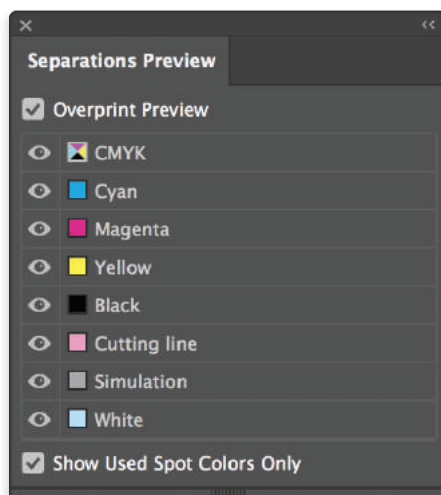 Separations Preview
Overprint Preview
CMYK
Cyan
Magenta
Yellow
Black
Cutting line
Simulation
White
Show Used Spot Colors Only